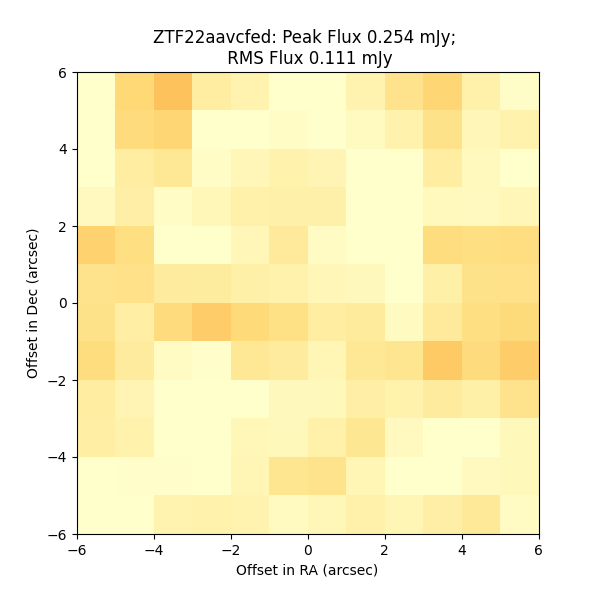 ZTF22aavcfed: Peak Flux 0.254 mJy;
RMS Flux 0.111 mJy
6
4
2
0
−2
−4
−6
Offset in Dec (arcsec)
−6 −4 −2 0 2 4 6
Offset in RA (arcsec)